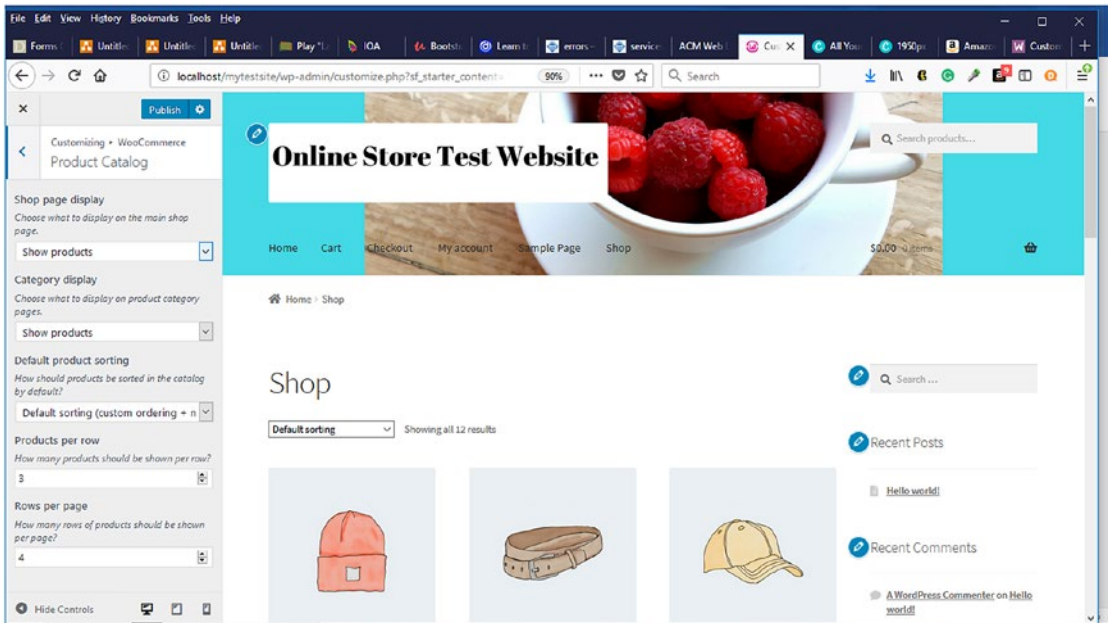 File Edit View History Bookmarks Tools Help
Forms Untitle Untitle Untitle Play "L IOA Bootst Learn errors - service ACM Web Cus All You 1950 Amazo Custom
localhost/mytestsite/wp-admin/customize.php?sf_starter_content 90% Search
Publish
Customizing • WooCommerce
Product Catalog
Shop page display
Choose what to display on the main shop
page.
Show products
Category display
Choose what to display on product category
pages.
Show products
Default product sorting
How should products be sorted in the catalog
by default?
Default sorting (custom ordering + n
Products per row
How many products should be shown per row?
3
Rows per page
How many rows of products should be shown
per page?
4
Hide Controls
Online Store Test Website
Search products...
Home Cart Checkout My account Sample Page Shop
$0.00 0 items
Home > Shop
Shop
Default sorting Showing all 12 results
Search ...
Recent Posts
Hello world!
Recent Comments
A WordPress Commenter on Hello
world!